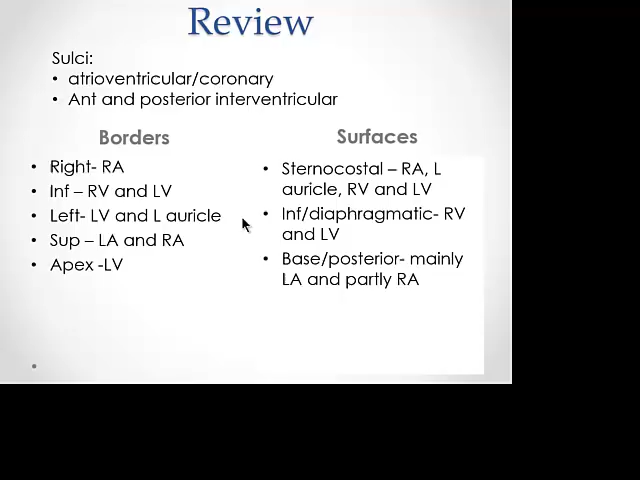 Review
Sulci:
• atrioventricular/coronary
• Ant and posterior interventricular
Borders
• Right- RA
• Inf – RV and LV
• Left- LV and L auricle
• Sup – LA and RA
• Apex -LV
Surfaces
• Sternocostal – RA, L
auricle, RV and LV
• Inf/diaphragmatic- RV
and LV
• Base/posterior- mainly
LA and partly RA